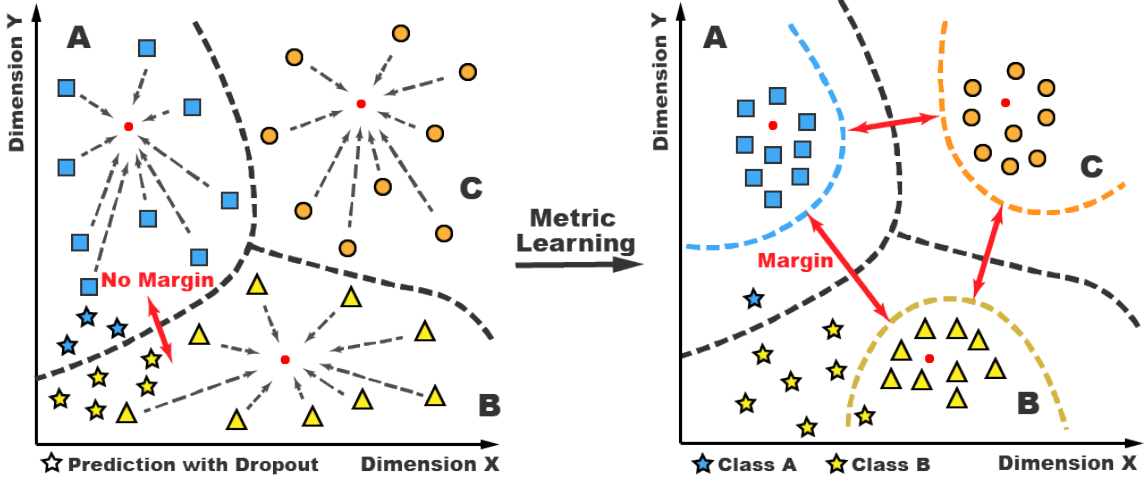 Dimension Y
A
C
No Margin
B
Prediction with Dropout
Dimension X
Metric
Learning
Dimension Y
A
C
Margin
B
Class A
Class B
Dimension X